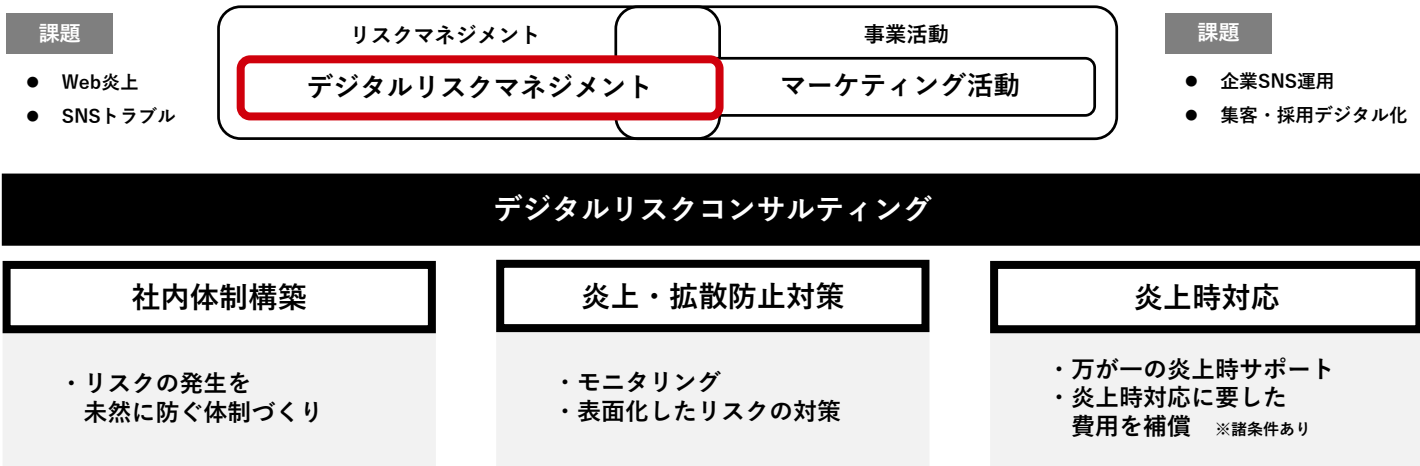 課題
● Web炎上
● SNSトラブル
リスクマネジメント
事業活動
デジタルリスクマネジメント
マーケティング活動
課題
● 企業SNS運用
● 集客・採用デジタル化
デジタルリスクコンサルティング
社内体制構築
・リスクの発生を
未然に防ぐ体制づくり
炎上・拡散防止対策
・モニタリング
・表面化したリスクの対策
炎上時対応
・万が一の炎上時サポート
・炎上時対応に要した
費用を補償 ※諸条件あり